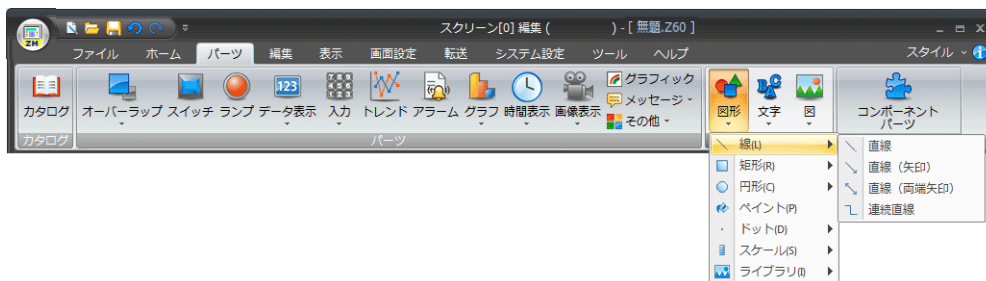 スクリーン[0] 編集 ( ) - [ 無題.Z60 ]
ZM
ファイル ホーム パーツ 編集 表示 画面設定 転送 システム設定 ツール ヘルプ スタイル
カタログ オーバーラップ スイッチ ランプ データ表示 入力 トレンド アラーム グラフ 時間表示 画像表示
123
グラフィック
メッセージ
その他
図形 文字 図 コンポーネント
パーツ
カタログ パーツ
線(L)
矩形(R)
円形(C)
ペイント(P)
ドット(D)
スケール(S)
ライブラリ(I)
直線
直線（矢印）
直線（両端矢印）
連続直線